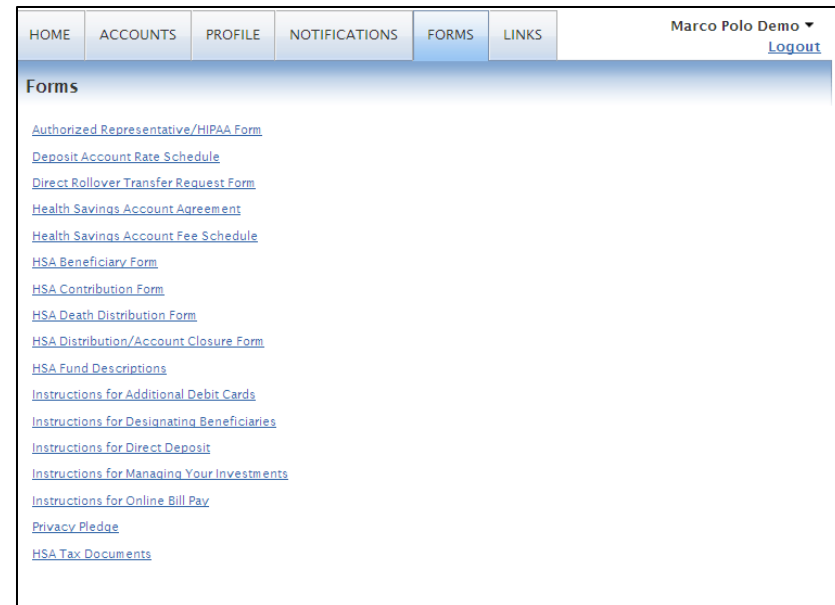 HOME ACCOUNTS PROFILE NOTIFICATIONS FORMS LINKS Marco Polo Demo
Logout
Forms
Authorized Representative/HIPAA Form
Deposit Account Rate Schedule
Direct Rollover Transfer Request Form
Health Savings Account Agreement
Health Savings Account Fee Schedule
HSA Beneficiary Form
HSA Contribution Form
HSA Death Distribution Form
HSA Distribution/Account Closure Form
HSA Fund Descriptions
Instructions for Additional Debit Cards
Instructions for Designating Beneficiaries
Instructions for Direct Deposit
Instructions for Managing Your Investments
Instructions for Online Bill Pay
Privacy Pledge
HSA Tax Documents